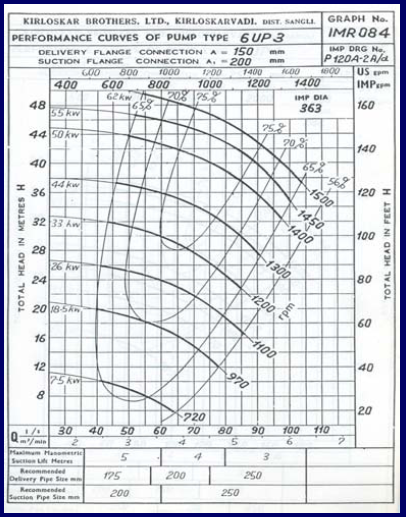 KIRLOSKAR BROTHERS, LTD., KIRLOSKARVADI. DIST. SANGLI.
GRAPH No.
IMR 084
PERFORMANCE CURVES OF PUMP TYPE 6 UP 3
DELIVERY FLANGE CONNECTION A = 150 mm
SUCTION FLANGE CONNECTION A, = 200 mm
IMP DRG No.
P 120A-2A/a
600 800 1000 1200 1400 1600 US gpm
400 600 800 1000 1200 1400 IMP gpm
62 kw 65% 70% 75%
IMP DIA
363
48 55 kw 160
44 50 kw 75% 140
40 70%
65%
36 44 kw 120
1500
32 33 kw 1450
1400
28 100
26 kw 1300
24 80
1200 rpm
20 18.5 kw 60
1100
16
12 970 40
8 7.5 kw
720 20
TOTAL HEAD IN METRES H
TOTAL HEAD IN FEET H
Q l/s 30 40 50 60 70 80 90 100 110
m³/min 2 3 4 5 6 7
Maximum Manometric Suction Lift Metres 5 4 3
Recommended Delivery Pipe Size mm 175 200 250
Recommended Suction Pipe Size mm 200 250